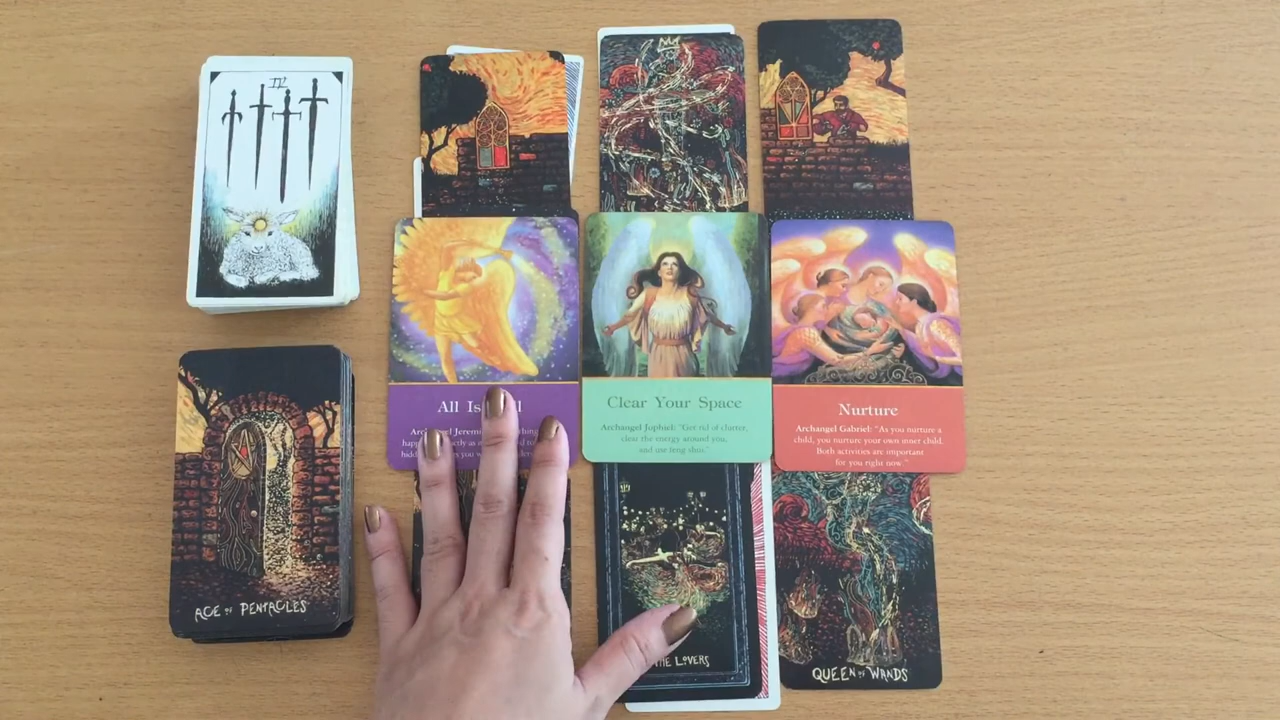 IV
ACE OF PENTACLES
All Is
Clear Your Space
Archangel Jophiel: "Get rid of clutter,
clear the energy around you,
and use feng shui."
Nurture
Archangel Gabriel: "As you nurture a
child, you nurture your own inner child.
Both activities are important
for you right now."
THE LOVERS
QUEEN OF WANDS